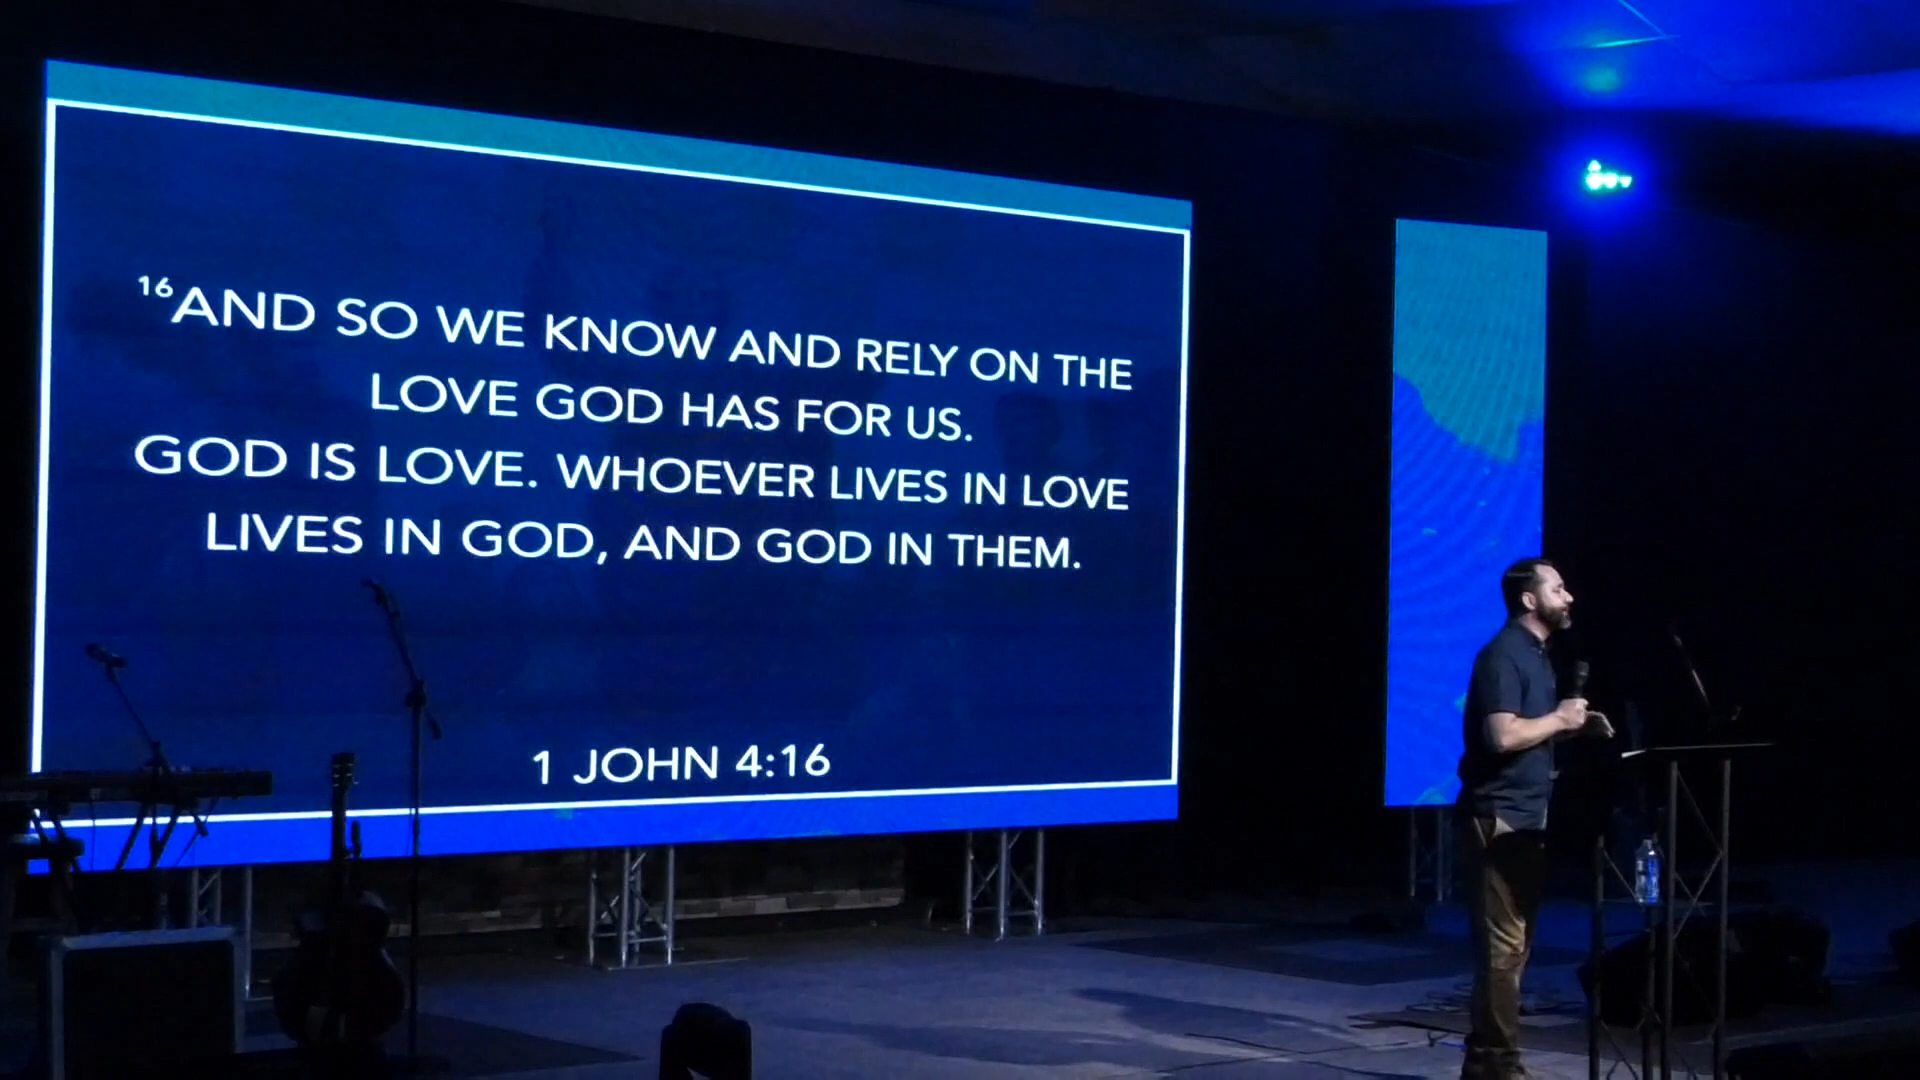 16AND SO WE KNOW AND RELY ON THE
LOVE GOD HAS FOR US.
GOD IS LOVE. WHOEVER LIVES IN LOVE
LIVES IN GOD, AND GOD IN THEM.
1 JOHN 4:16